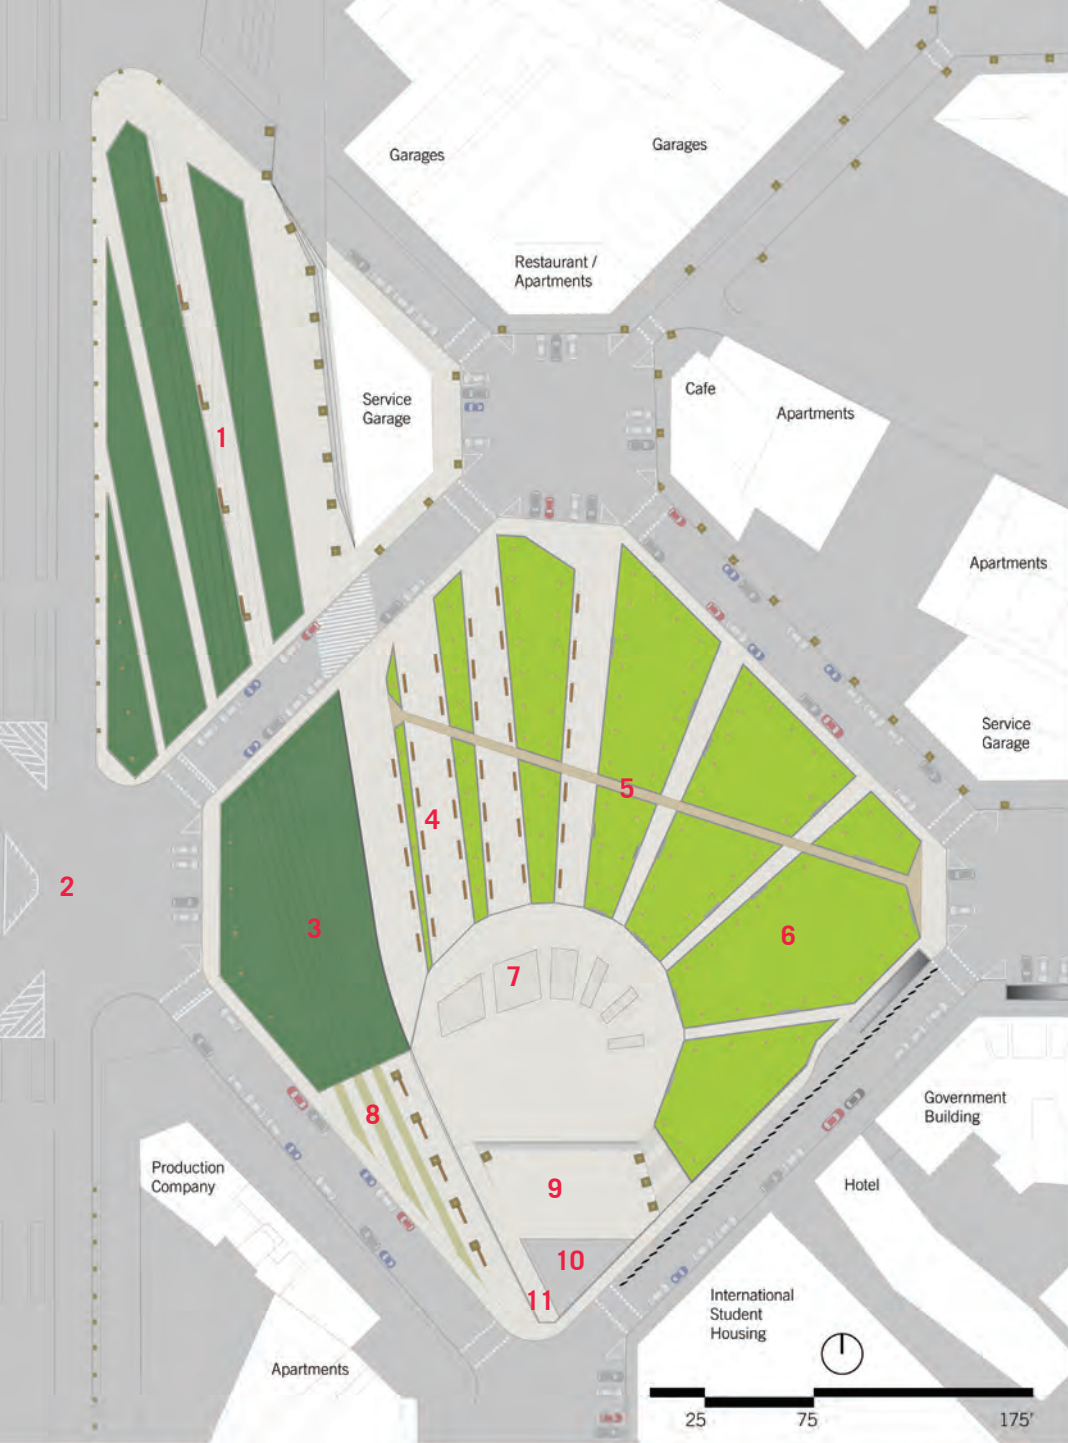 Garages
Garages
Restaurant /
Apartments
Service
Garage
Cafe
Apartments
1
Apartments
Service
Garage
5
4
2
3
6
7
8
Government
Building
Production
Company
9
Hotel
10
11
International
Student
Housing
Apartments
25
75
175'